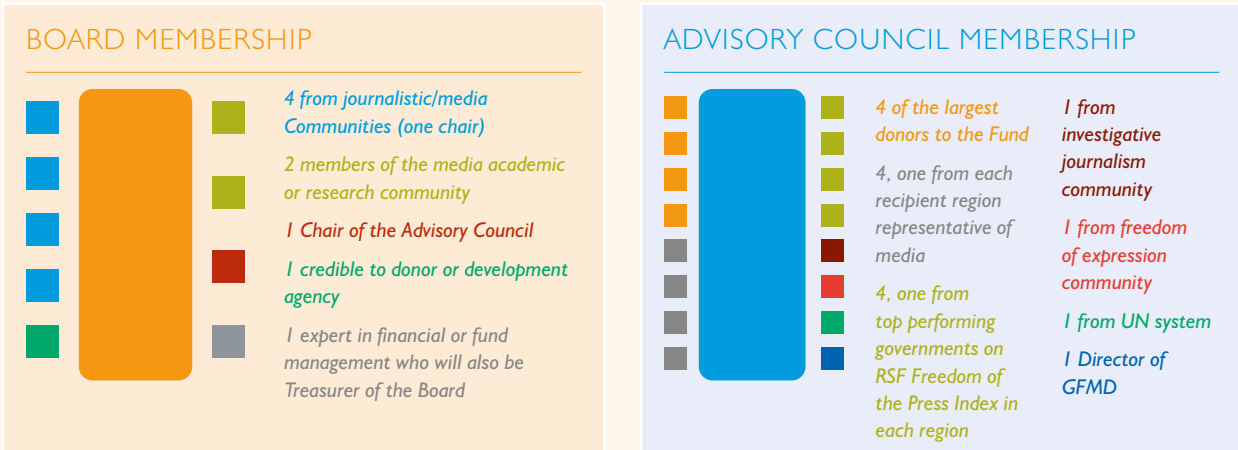 BOARD MEMBERSHIP
4 from journalistic/media
Communities (one chair)
2 members of the media academic
or research community
1 Chair of the Advisory Council
1 credible to donor or development
agency
1 expert in financial or fund
management who will also be
Treasurer of the Board
ADVISORY COUNCIL MEMBERSHIP
4 of the largest
donors to the Fund
4, one from each
recipient region
representative of
media
4, one from
top performing
governments on
RSF Freedom of
the Press Index in
each region
1 from
investigative
journalism
community
1 from freedom
of expression
community
1 from UN system
1 Director of
GFMD